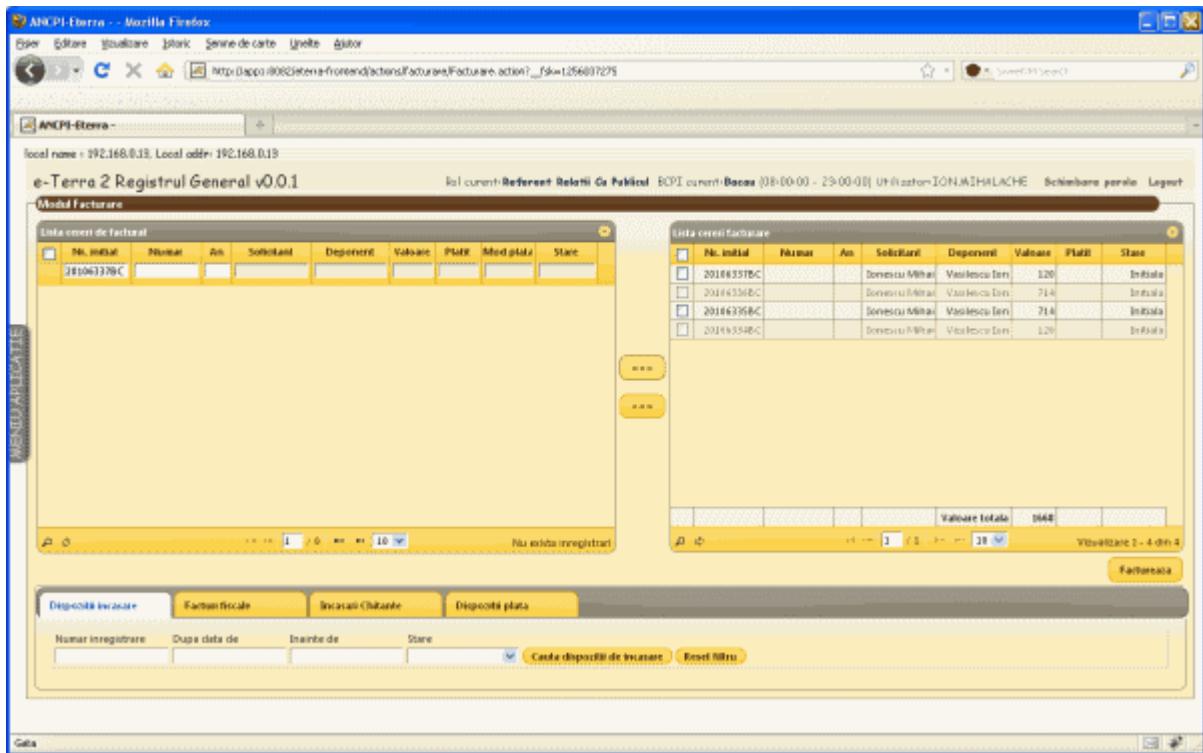 ANCPI-Eterra - - Mozilla Firefox
Fișier Editare Vizualizare Istoric Semne de carte Unelte Ajutor
ANCPI-Eterra -
local name : 192.168.0.13, Local addr: 192.168.0.13
e-Terra 2 Registrul General v0.0.1
Rol curent: Referent Relatii Cu Publicul BCPI curent: Bacau (08:00:00 - 23:00:00) Utilizator: ION.MIHALACHE Schimbare parola Logout
Modul Facturare
Lista cereri de facturat
Nr. initial Numar An Solicitant Deponent Valoare Platit Mod plata Stare
20106337BC
Lista cereri facturare
Nr. initial Numar An Solicitant Deponent Valoare Platit Stare
20106337BC Ionescu Mihai Vasilescu Ion 120 Initiala
20106336BC Ionescu Mihai Vasilescu Ion 714 Initiala
20106335BC Ionescu Mihai Vasilescu Ion 714 Initiala
20106334BC Ionescu Mihai Vasilescu Ion 120 Initiala
MENIU APLICATIE
Valoare totala 1668
1 / 0 10 Nu exista inregistrari
1 / 1 10 Vizualizare 1 - 4 din 4
Factureaza
Dispozitii incasare Facturi fiscale Incasari Chitante Dispozitii plata
Numar inregistrare Dupa data de Inainte de Stare
Cauta dispozitii de incasare Reset filtru
Gata